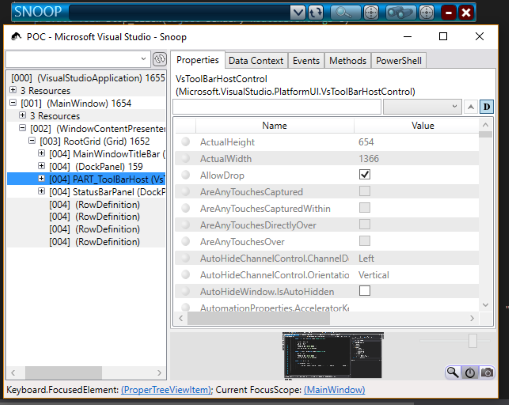 SNOOP
POC - Microsoft Visual Studio - Snoop
[000] (VisualStudioApplication) 1655
3 Resources
[001] (MainWindow) 1654
3 Resources
[002] (WindowContentPresenter
[003] RootGrid (Grid) 1652
[004] MainWindowTitleBar (
[004] (DockPanel) 159
[004] PART_ToolBarHost (Vs
[004] StatusBarPanel (DockP
[004] (RowDefinition)
[004] (RowDefinition)
[004] (RowDefinition)
[004] (RowDefinition)
Properties Data Context Events Methods PowerShell
VsToolBarHostControl
(Microsoft.VisualStudio.PlatformUI.VsToolBarHostControl)
D
Name Value
ActualHeight 654
ActualWidth 1366
AllowDrop
AreAnyTouchesCaptured
AreAnyTouchesCapturedWithin
AreAnyTouchesDirectlyOver
AreAnyTouchesOver
AutoHideChannelControl.ChannelD Left
AutoHideChannelControl.Orientatio Vertical
AutoHideWindow.IsAutoHidden
AutomationProperties.AcceleratorKe
Keyboard.FocusedElement: (ProperTreeViewItem); Current FocusScope: (MainWindow)